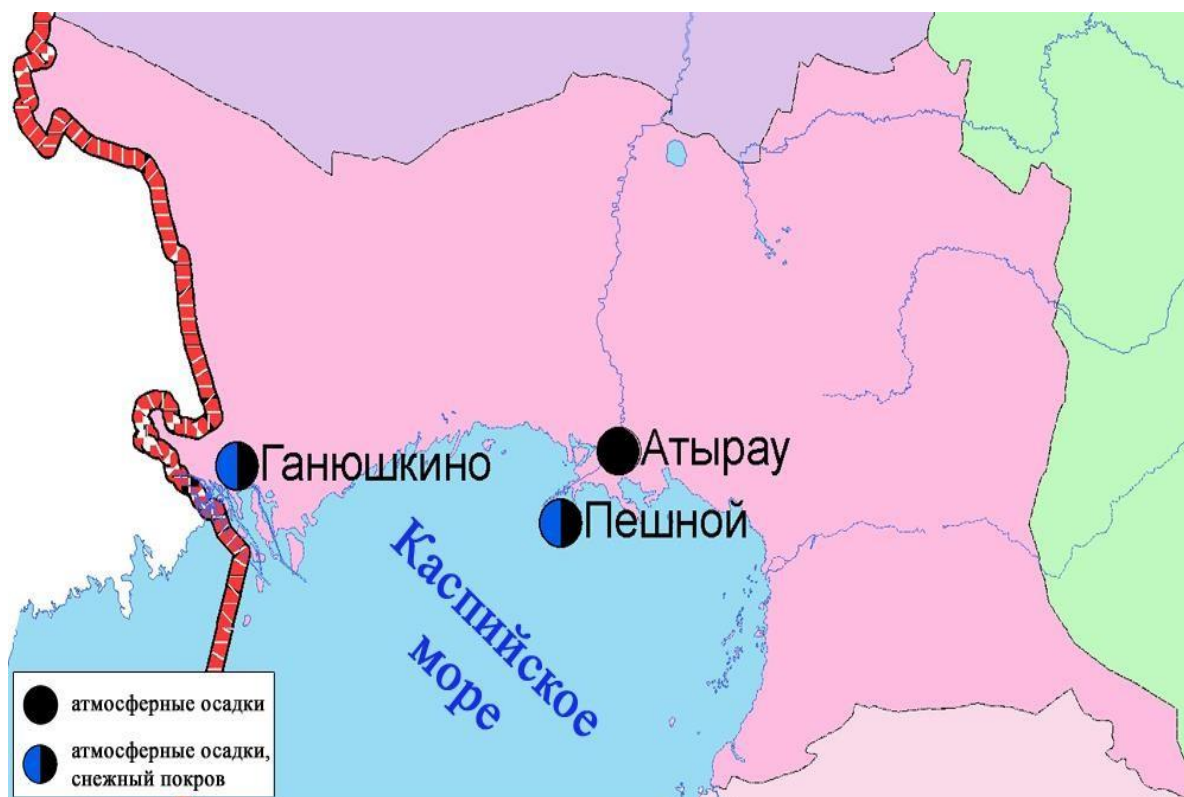 Ганюшкино
Атырау
Пешной
Каспийское
море
атмосферные осадки
атмосферные осадки,
снежный покров